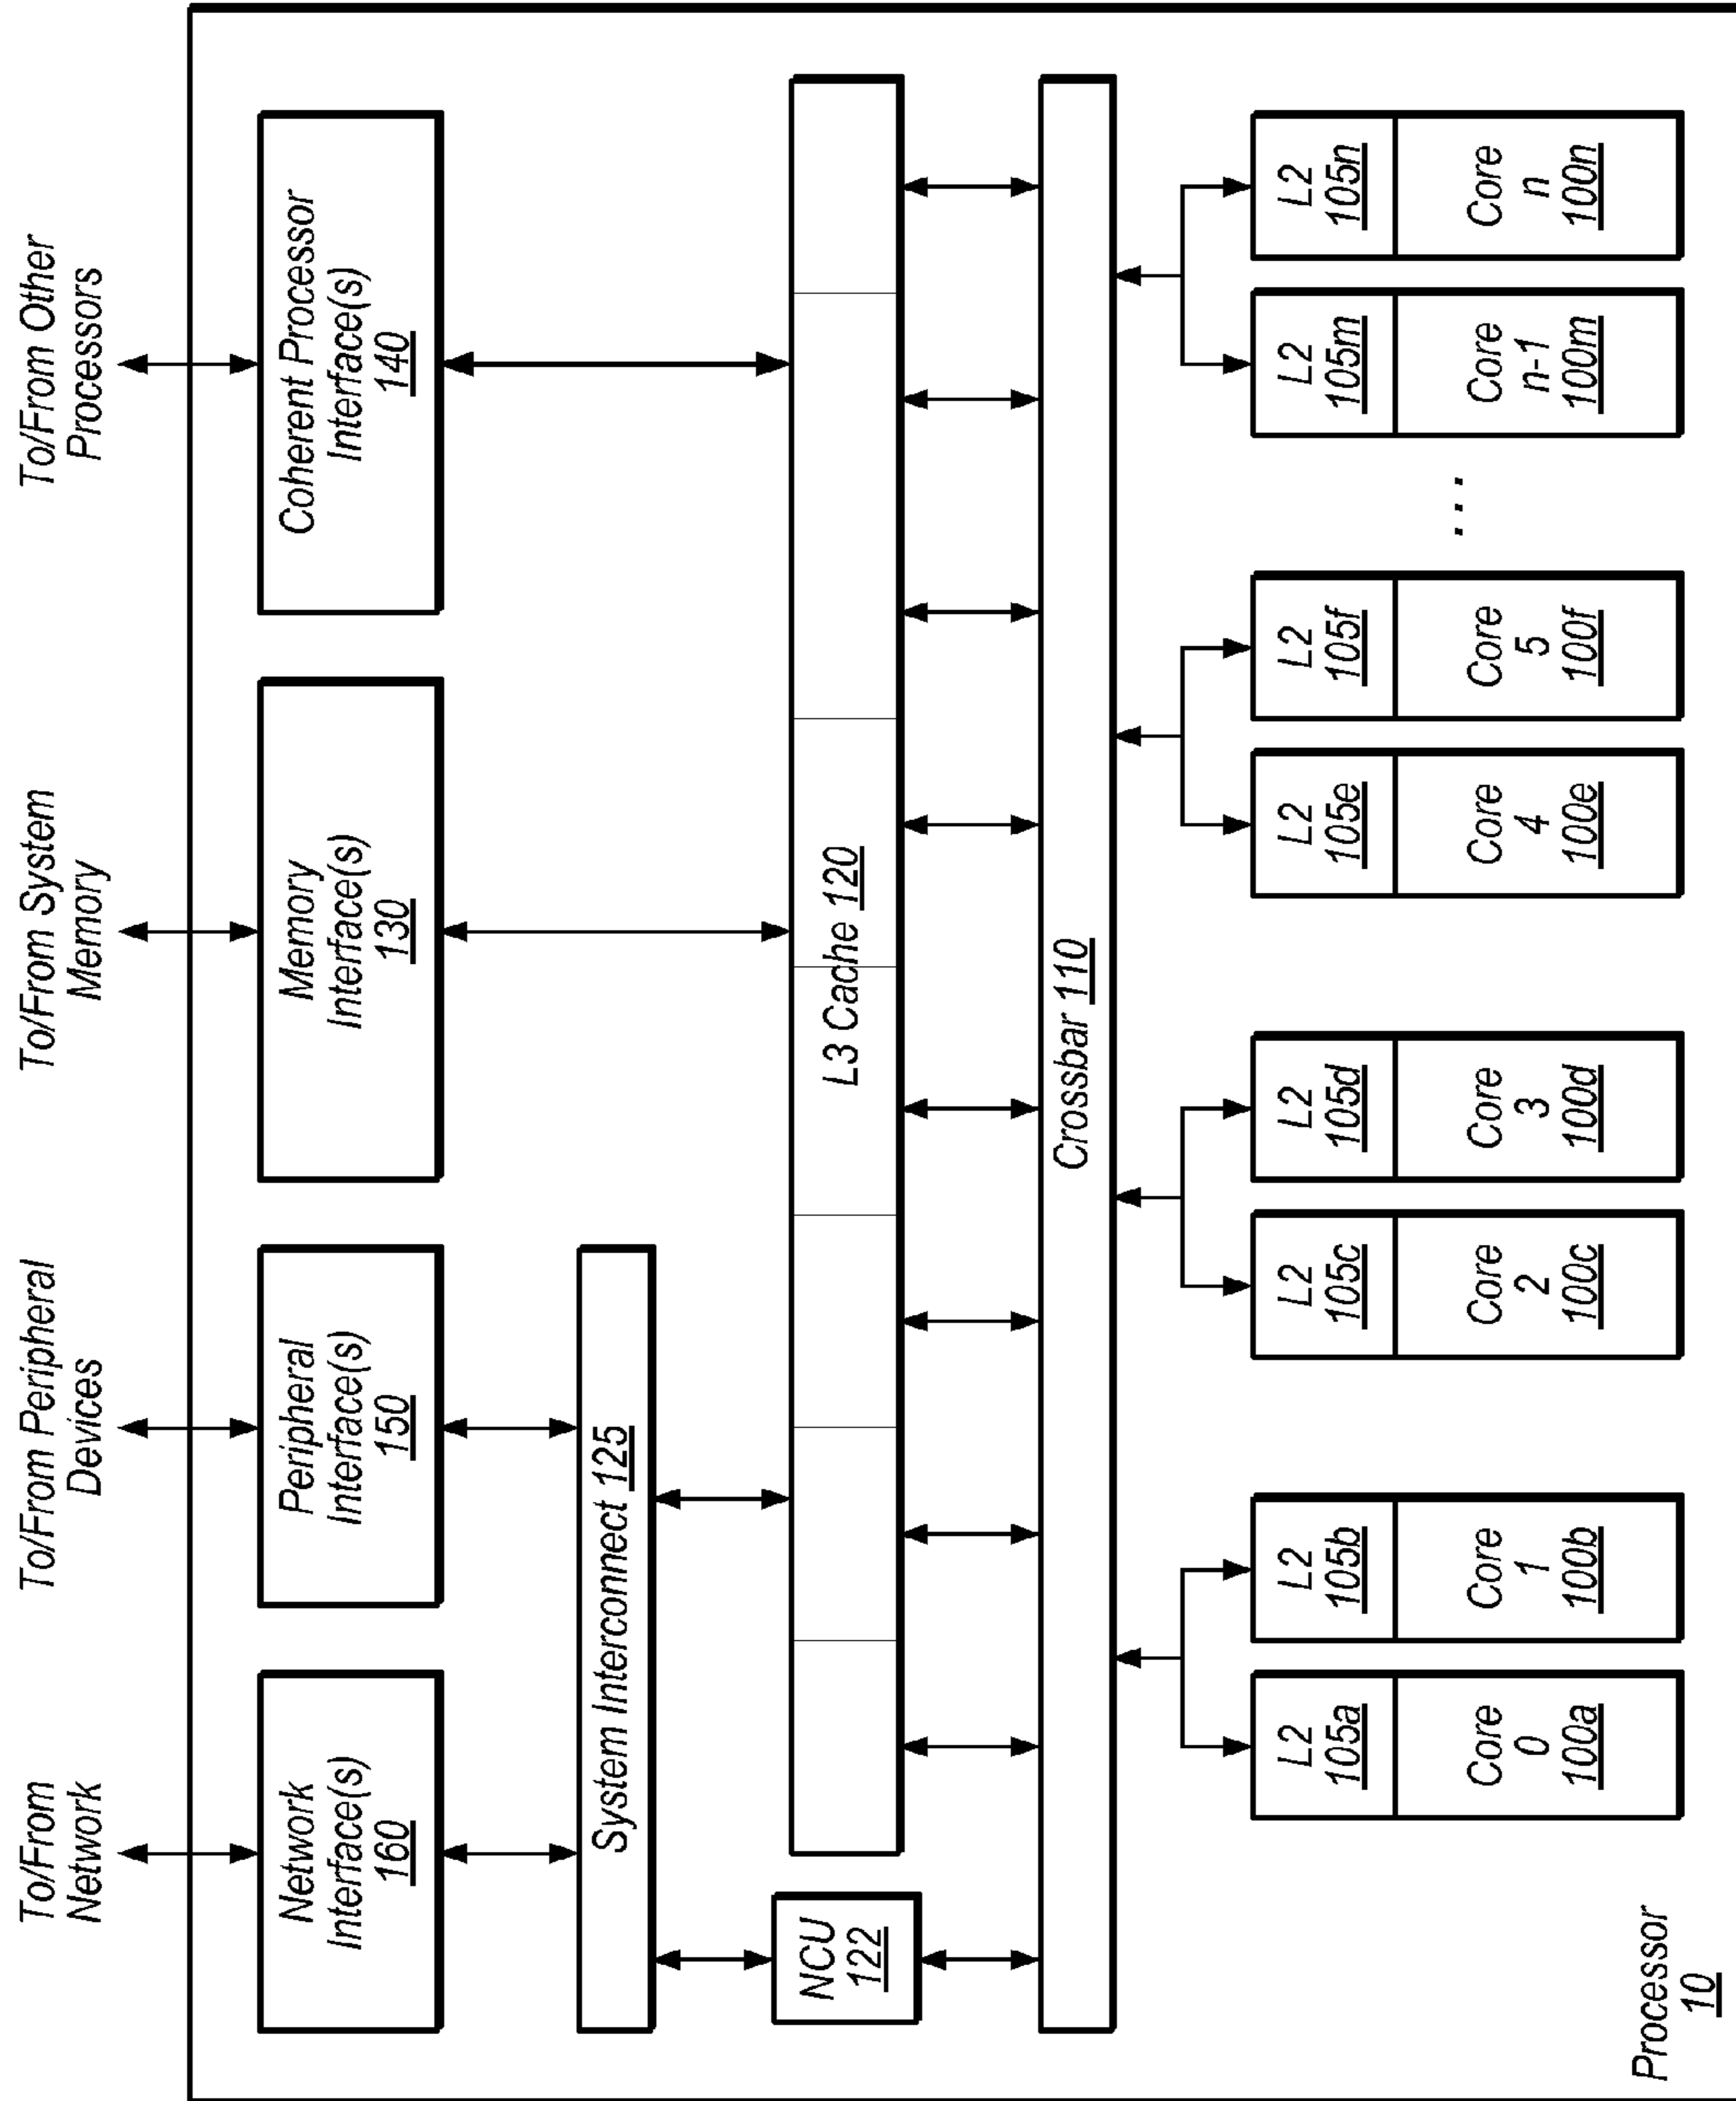 To/From
Network
To/From Peripheral
Devices
To/From System
Memory
To/From Other
Processors
Network
Interface(s)
160
Peripheral
Interface(s)
150
Memory
Interface(s)
130
Coherent Processor
Interface(s)
140
System Interconnect 125
NCU
122
L3 Cache 120
Crossbar 110
L2
105a
L2
105b
L2
105c
L2
105d
L2
105e
L2
105f
...
L2
105m
L2
105n
Core
0
100a
Core
1
100b
Core
2
100c
Core
3
100d
Core
4
100e
Core
5
100f
Core
n-1
100m
Core
n
100n
Processor
10